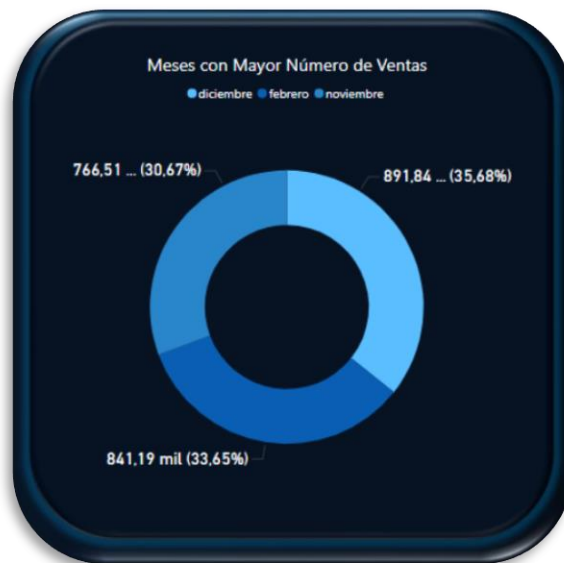 Meses con Mayor Número de Ventas
diciembre febrero noviembre
766,51 ... (30,67%)
891,84 ... (35,68%)
841,19 mil (33,65%)